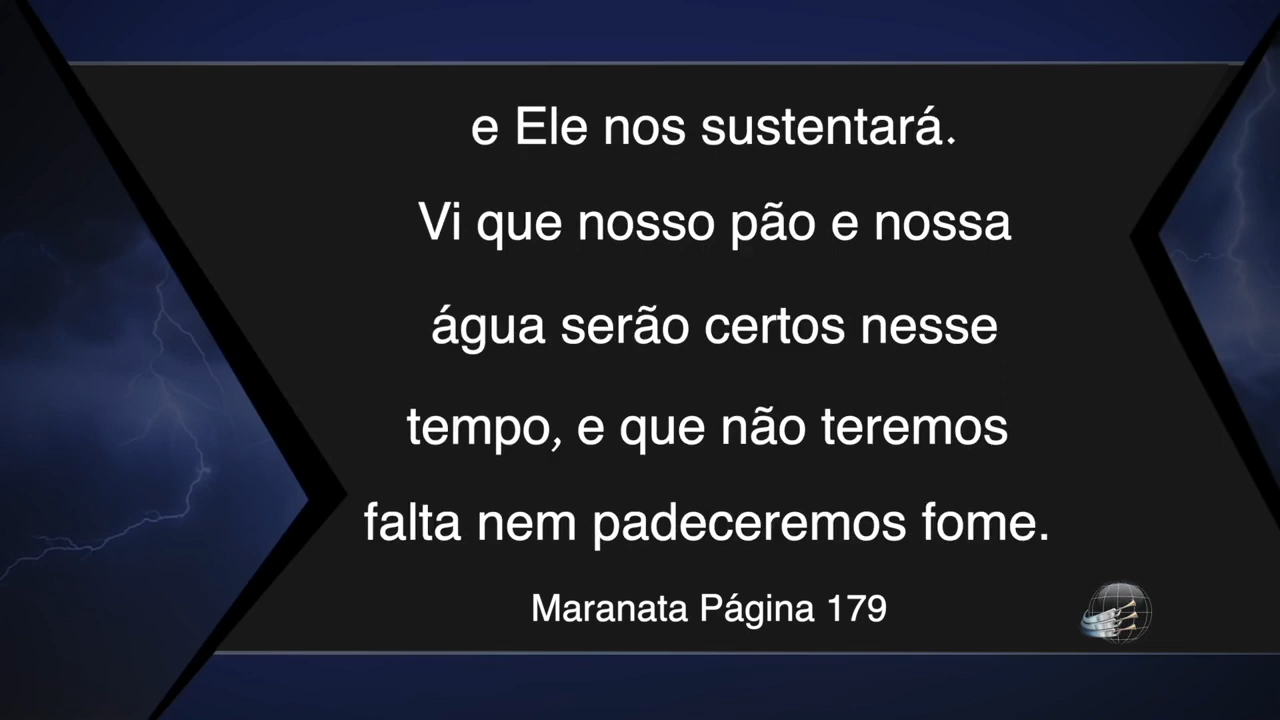 e Ele nos sustentará.
Vi que nosso pão e nossa
água serão certos nesse
tempo, e que não teremos
falta nem padeceremos fome.
Maranata Página 179